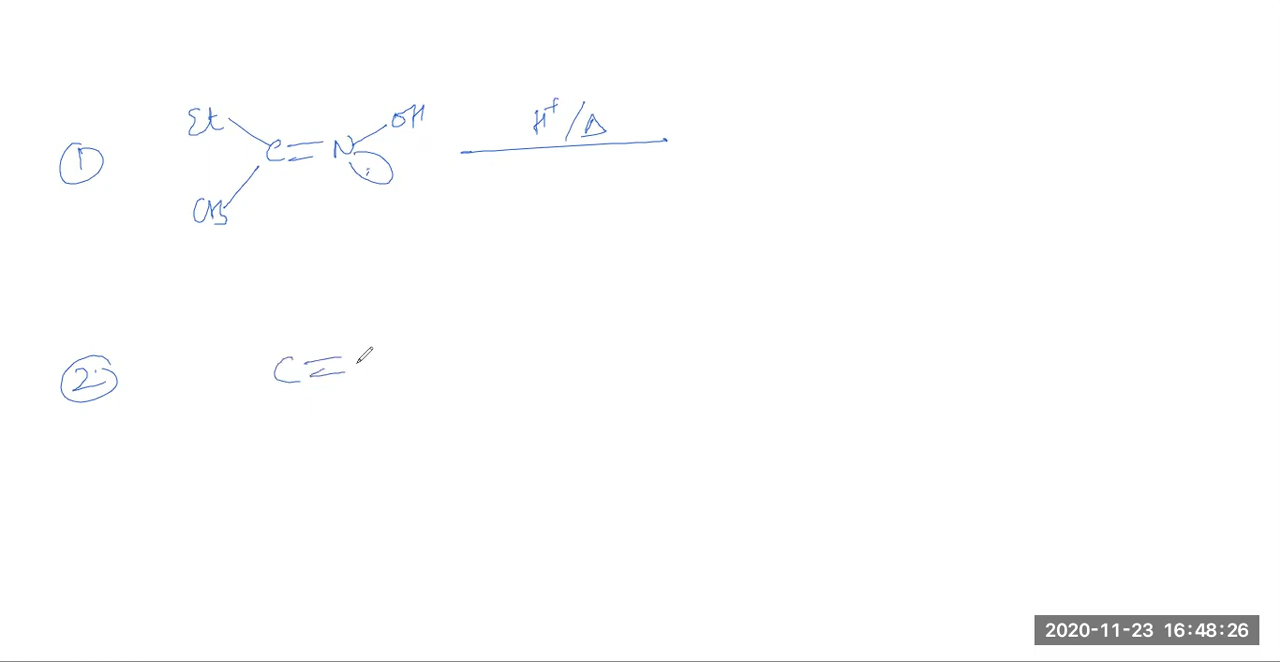 Et
OH
H+/Δ
① C=N
CH3
② C=
2020-11-23 16:48:26